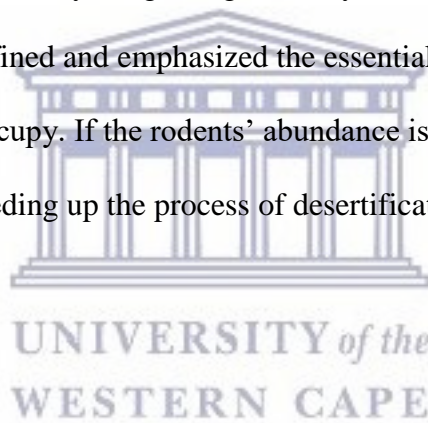 fined and emphasized the essential
cupy. If the rodents’ abundance is
eding up the process of desertificat
UNIVERSITY of the
WESTERN CAPE